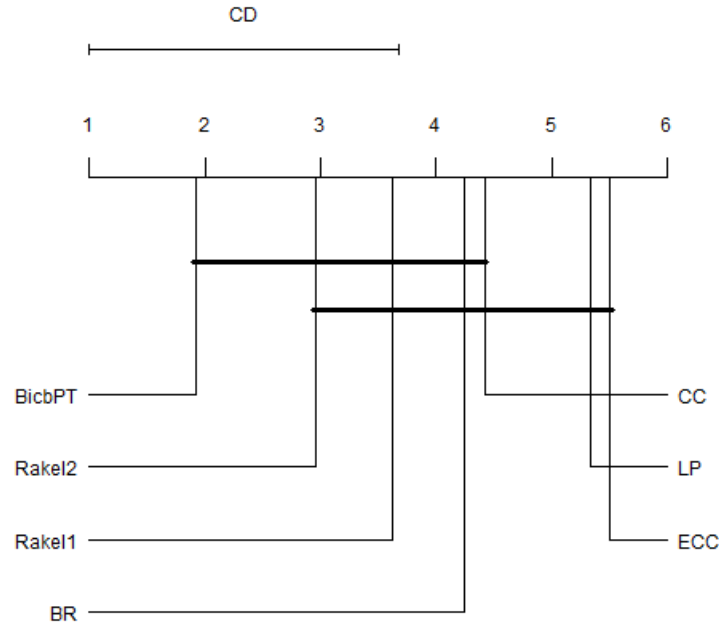 CD
1 2 3 4 5 6
BicbPT CC
Rakel2 LP
Rakel1 ECC
BR